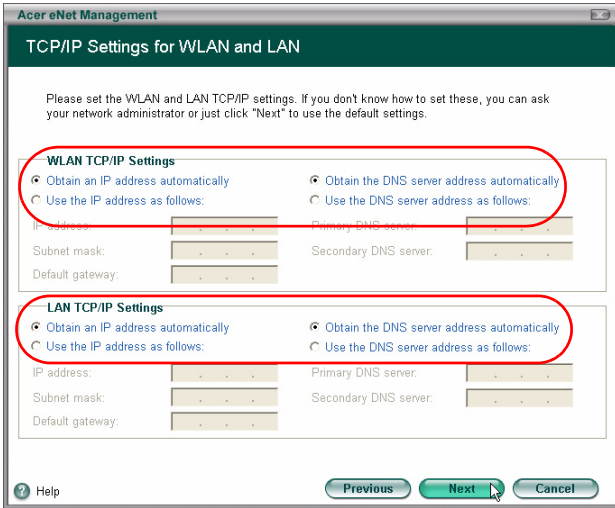 Acer eNet Management
TCP/IP Settings for WLAN and LAN
Please set the WLAN and LAN TCP/IP settings. If you don't know how to set these, you can ask
your network administrator or just click "Next" to use the default settings.
WLAN TCP/IP Settings
Obtain an IP address automatically
Obtain the DNS server address automatically
Use the IP address as follows:
Use the DNS server address as follows:
IP address:
Primary DNS server:
Subnet mask:
Secondary DNS server:
Default gateway:
LAN TCP/IP Settings
Obtain an IP address automatically
Obtain the DNS server address automatically
Use the IP address as follows:
Use the DNS server address as follows:
IP address:
Primary DNS server:
Subnet mask:
Secondary DNS server:
Default gateway:
? Help
Previous
Next
Cancel